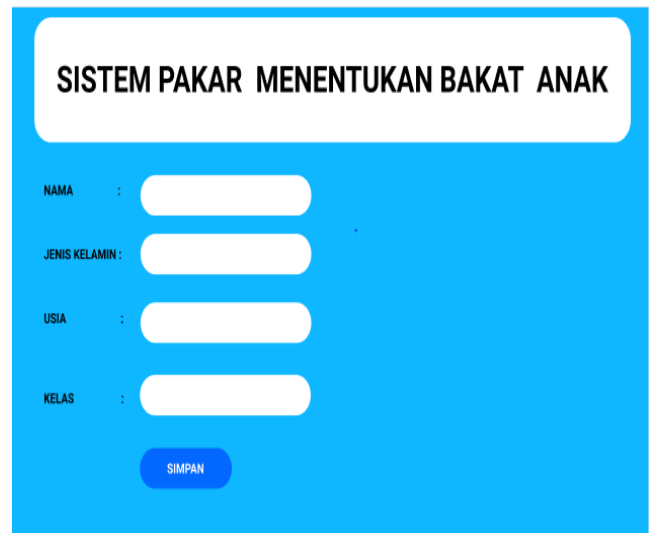 SISTEM PAKAR MENENTUKAN BAKAT ANAK
NAMA :
JENIS KELAMIN :
USIA :
KELAS :
SIMPAN